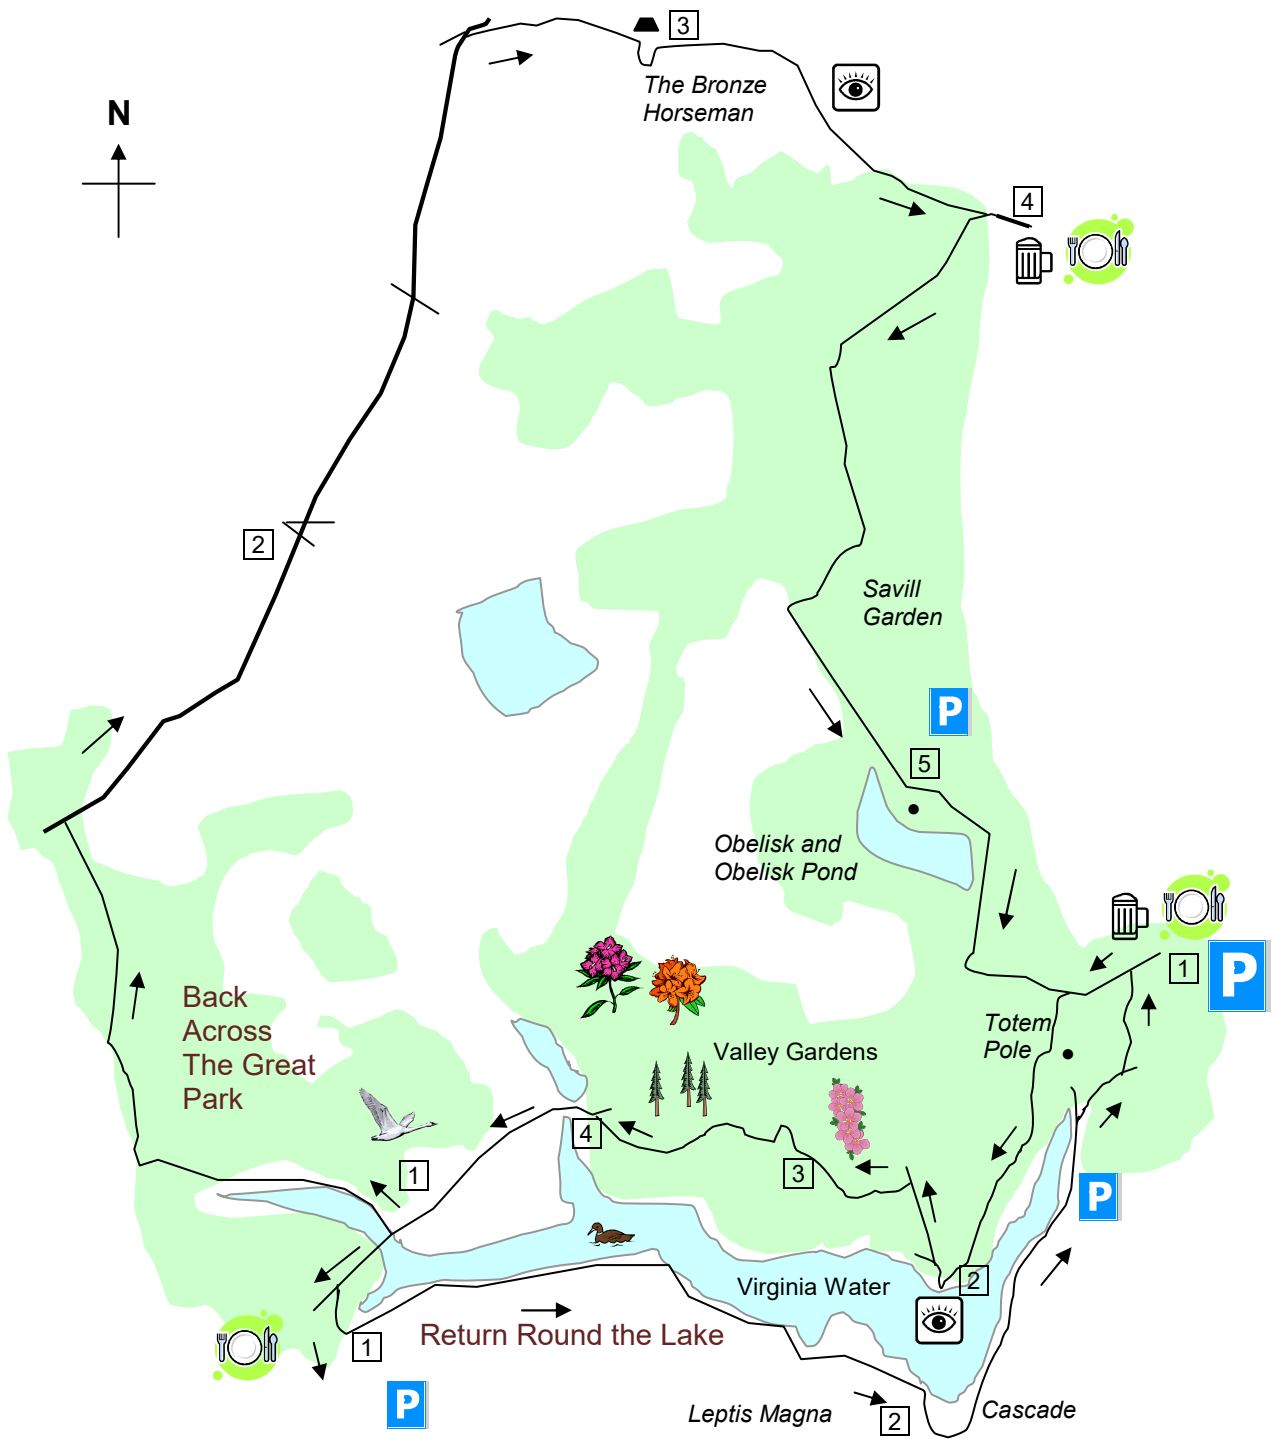 3
The Bronze
Horseman
N
4
2
Savill
Garden
P
5
Obelisk and
Obelisk Pond
1
P
Back
Across
The Great
Park
Totem
Pole
Valley Gardens
4
3
1
P
2
Virginia Water
Return Round the Lake
1
P
Leptis Magna
2
Cascade